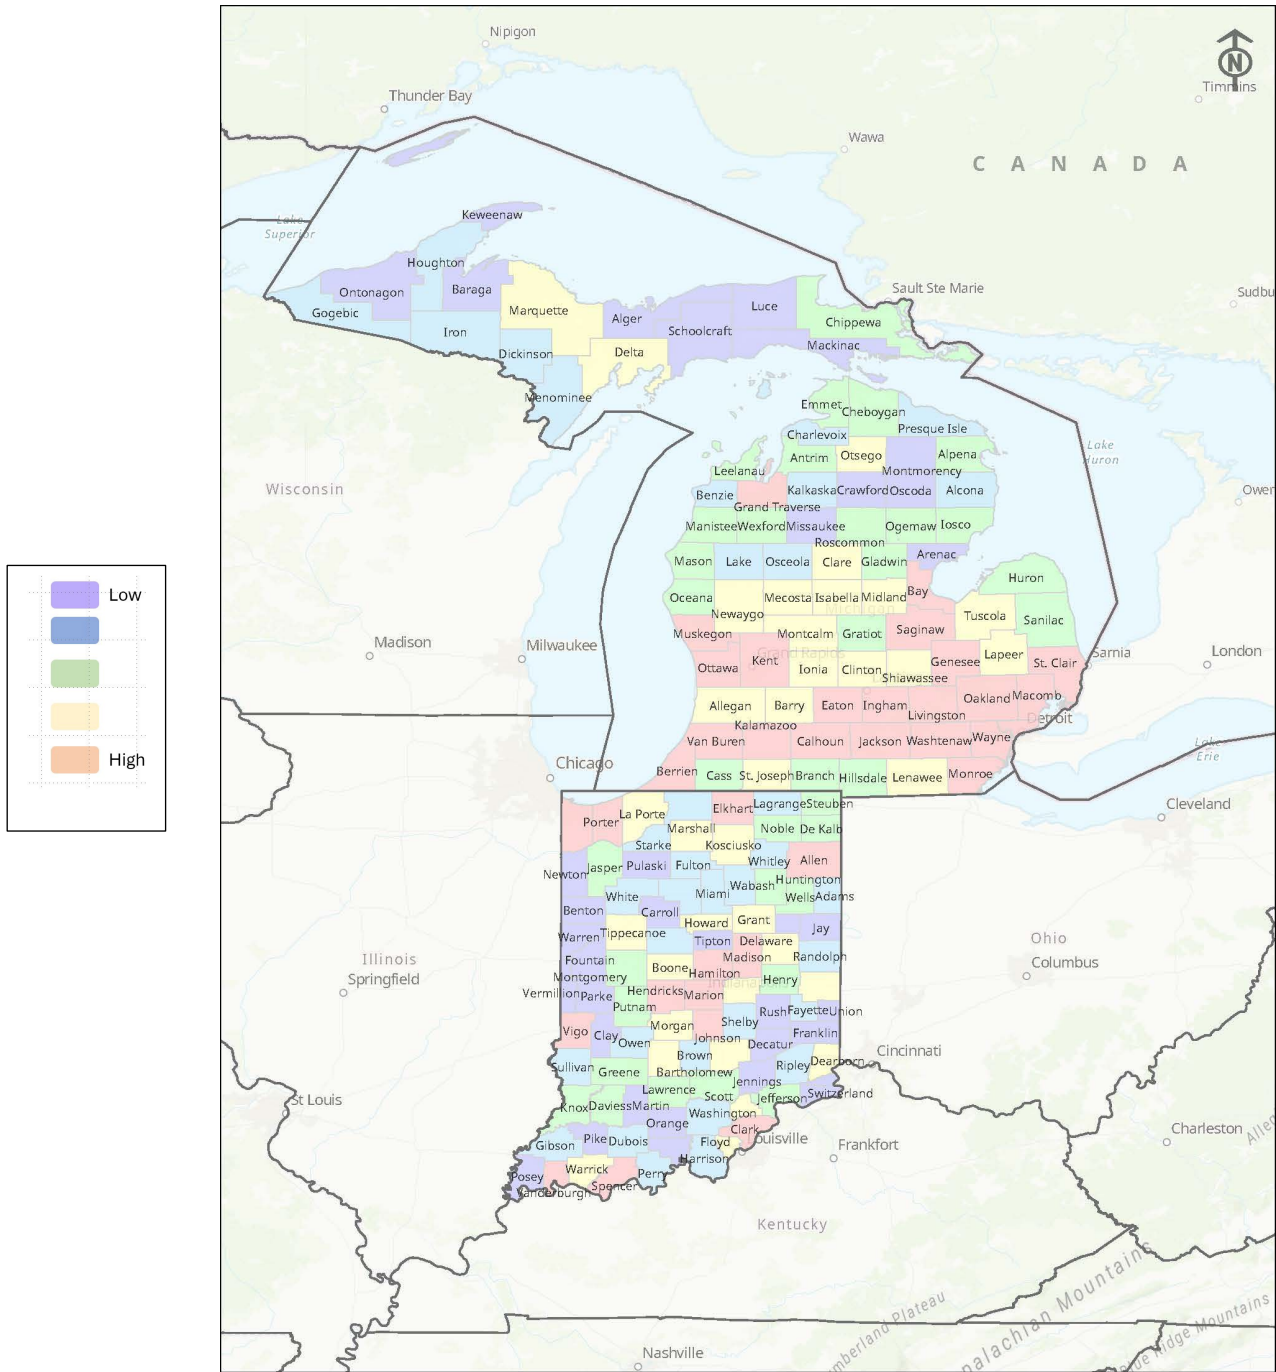 Nipigon
N
Timmins
Thunder Bay
Wawa
C A N A D A
Keweenaw
Lake
Superior
Houghton
Sault Ste Marie
Sudbu
Ontonagon
Baraga
Luce
Gogebic
Marquette
Alger
Chippewa
Iron
Schoolcraft
Mackinac
Dickinson
Delta
Menominee
Emmet
Cheboygan
Charlevoix
Presque Isle
Lake
Huron
Antrim
Otsego
Alpena
Leelanau
Montmorency
Wisconsin
Benzie
Kalkaska
Crawford
Oscoda
Alcona
Owen
Grand Traverse
Manistee
Wexford
Missaukee
Ogemaw
Iosco
Roscommon
Arenac
Mason
Lake
Osceola
Clare
Gladwin
Huron
Low
Oceana
Mecosta
Isabella
Midland
Bay
Newaygo
Michigan
Tuscola
Sanilac
Muskegon
Montcalm
Gratiot
Saginaw
Madison
Milwaukee
Grand Rapids
Lapeer
Sarnia
London
Ottawa
Kent
Ionia
Clinton
Shiawassee
Genesee
St. Clair
Allegan
Barry
Eaton
Ingham
Livingston
Oakland
Macomb
Detroit
Kalamazoo
Van Buren
Calhoun
Jackson
Washtenaw
Wayne
Lake
Erie
High
Chicago
Berrien
Cass
St. Joseph
Branch
Hillsdale
Lenawee
Monroe
Cleveland
La Porte
Elkhart
Lagrange
Steuben
Porter
Marshall
Noble
De Kalb
Starke
Kosciusko
Newton
Jasper
Pulaski
Fulton
Whitley
Allen
Huntington
White
Miami
Wabash
Wells
Adams
Benton
Carroll
Howard
Grant
Jay
Warren
Tippecanoe
Tipton
Delaware
Ohio
Illinois
Fountain
Boone
Madison
Randolph
Columbus
Springfield
Montgomery
Hamilton
Henry
Vermillion
Parke
Hendricks
Marion
Putnam
Rush
Fayette
Union
Vigo
Clay
Morgan
Shelby
Franklin
Owen
Johnson
Decatur
Sullivan
Brown
Ripley
Dearborn
Cincinnati
Greene
Bartholomew
Jennings
St Louis
Knox
Daviess
Martin
Lawrence
Scott
Jefferson
Switzerland
Orange
Washington
Clark
Charleston
Gibson
Pike
Dubois
Floyd
Louisville
Frankfort
Harrison
Posey
Warrick
Perry
Vanderburgh
Spencer
Kentucky
Nashville
mberland Plateau
palachian Mountains
ue Ridge Mountains